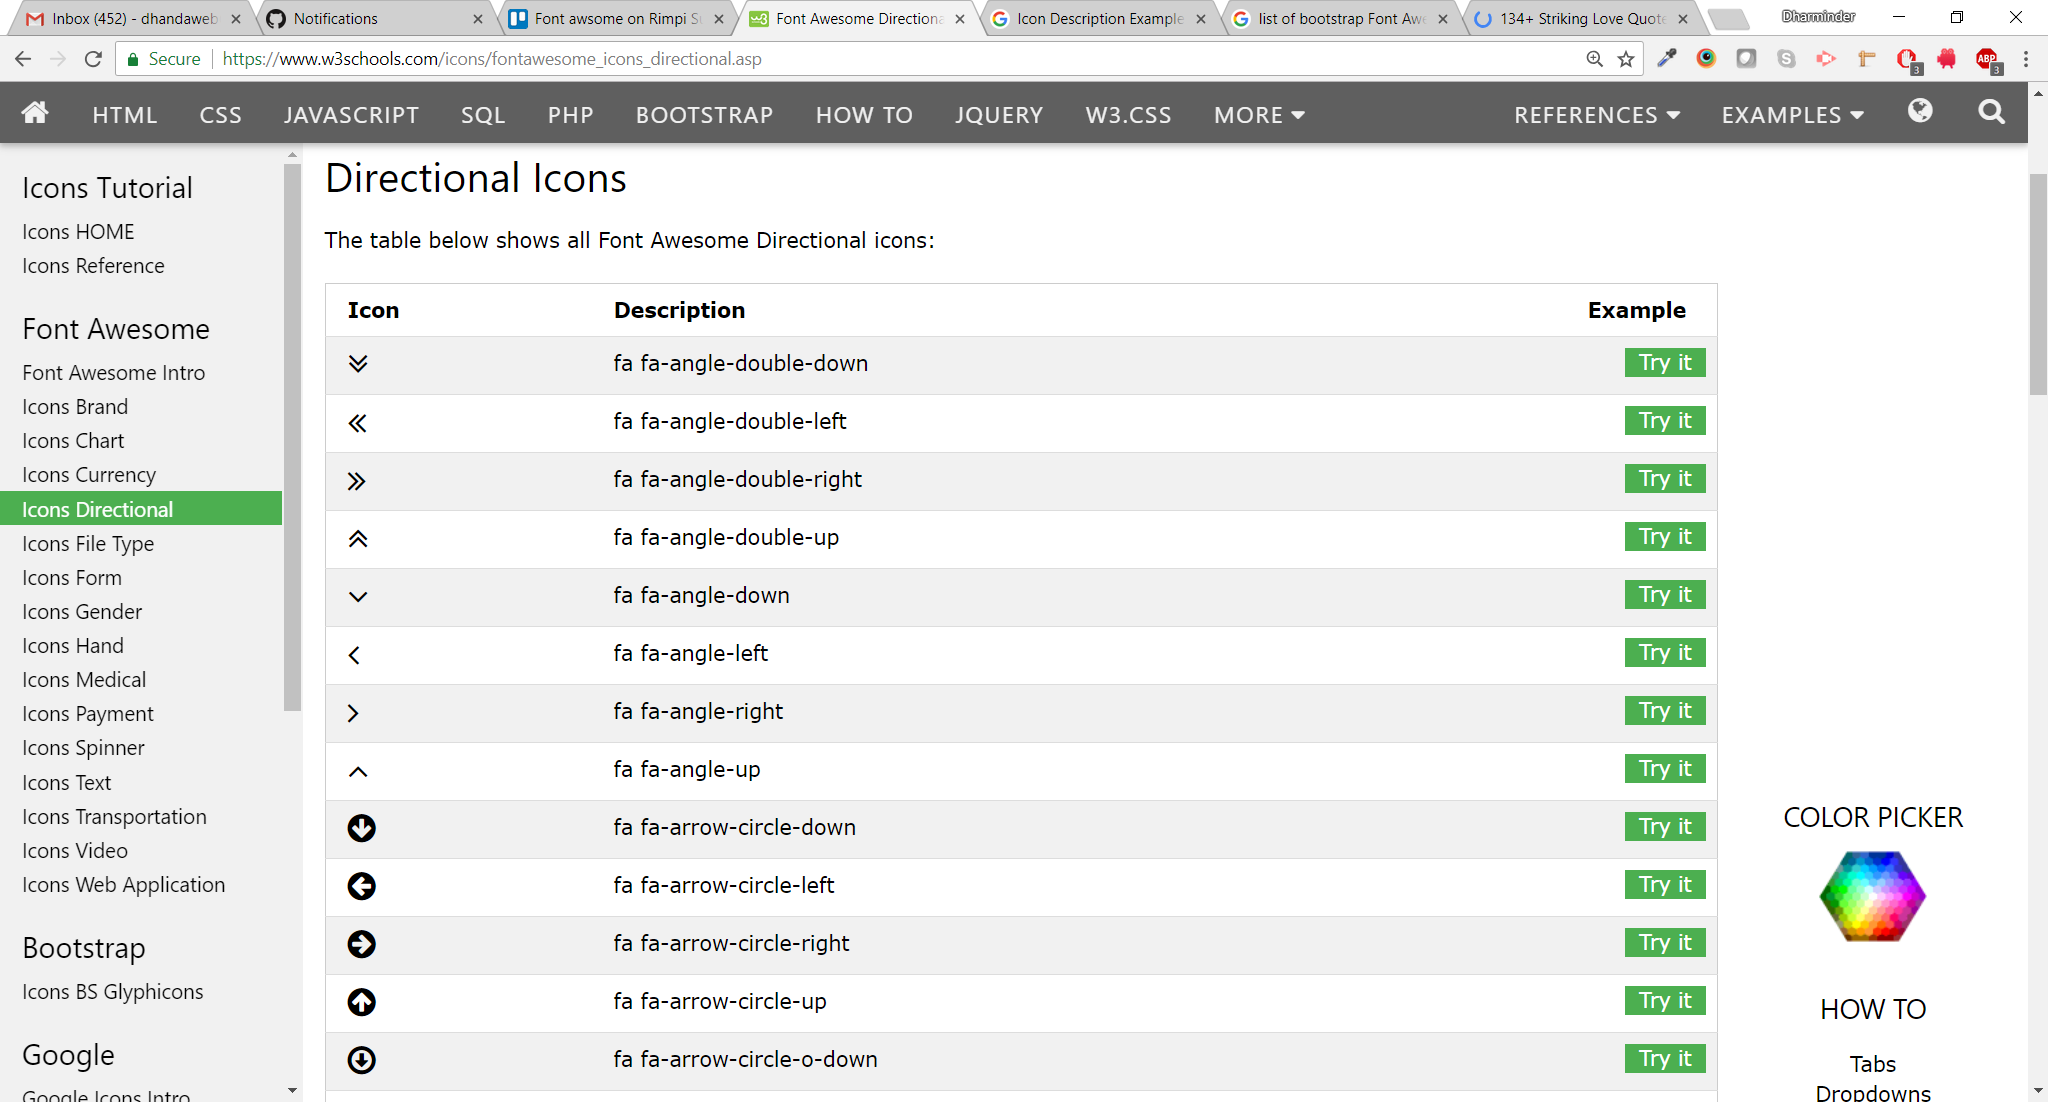 Inbox (452) - dhandaweb
Notifications
Font awsome on Rimpi S
Font Awesome Directiona
Icon Description Example
list of bootstrap Font Aw
134+ Striking Love Quot
Dharminder
Secure
https://www.w3schools.com/icons/fontawesome_icons_directional.asp
3
ABP
3
HTML CSS JAVASCRIPT SQL PHP BOOTSTRAP HOW TO JQUERY W3.CSS MORE REFERENCES EXAMPLES
Icons Tutorial
Icons HOME
Icons Reference
Font Awesome
Font Awesome Intro
Icons Brand
Icons Chart
Icons Currency
Icons Directional
Icons File Type
Icons Form
Icons Gender
Icons Hand
Icons Medical
Icons Payment
Icons Spinner
Icons Text
Icons Transportation
Icons Video
Icons Web Application
Bootstrap
Icons BS Glyphicons
Google
Google Icons Intro
Directional Icons
The table below shows all Font Awesome Directional icons:
Icon Description Example
fa fa-angle-double-down Try it
fa fa-angle-double-left Try it
fa fa-angle-double-right Try it
fa fa-angle-double-up Try it
fa fa-angle-down Try it
fa fa-angle-left Try it
fa fa-angle-right Try it
fa fa-angle-up Try it
fa fa-arrow-circle-down Try it
fa fa-arrow-circle-left Try it
fa fa-arrow-circle-right Try it
fa fa-arrow-circle-up Try it
fa fa-arrow-circle-o-down Try it
COLOR PICKER
HOW TO
Tabs
Dropdowns